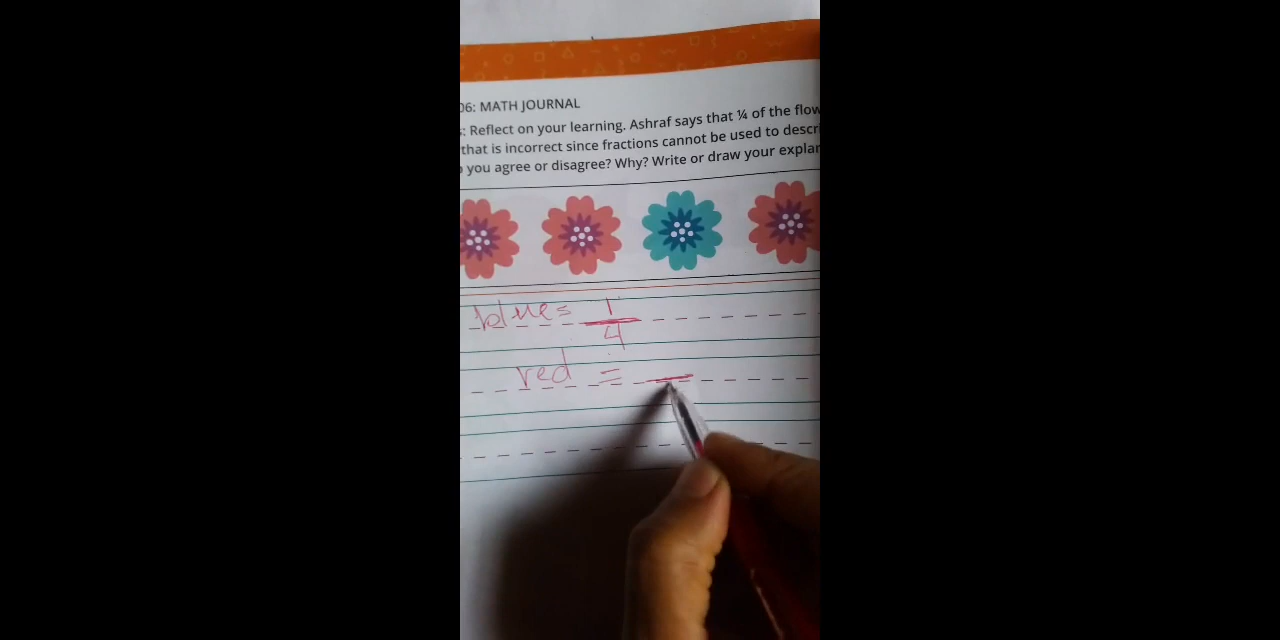 06: MATH JOURNAL
: Reflect on your learning. Ashraf says that ¼ of the flow
that is incorrect since fractions cannot be used to descri
you agree or disagree? Why? Write or draw your explan
blue = 1/4
red =